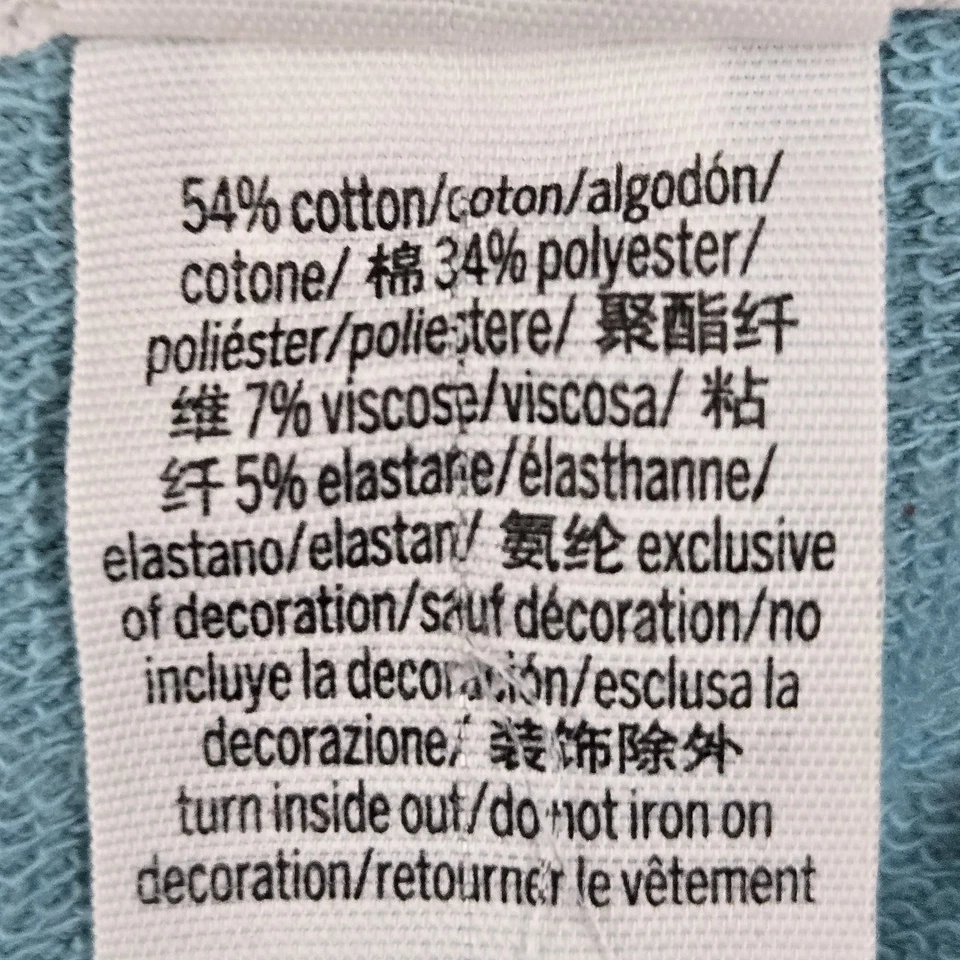 54% cotton/coton/algodón/
cotone/ 棉 34% polyester/
poliéster/poliestere/ 聚酯纤
维 7% viscose/viscosa/ 粘
纤 5% elastane/élasthanne/
elastano/elastan/ 氨纶 exclusive
of decoration/sauf décoration/no
incluye la decoración/esclusa la
decorazione/ 装饰除外
turn inside out/do not iron on
decoration/retourner le vêtement